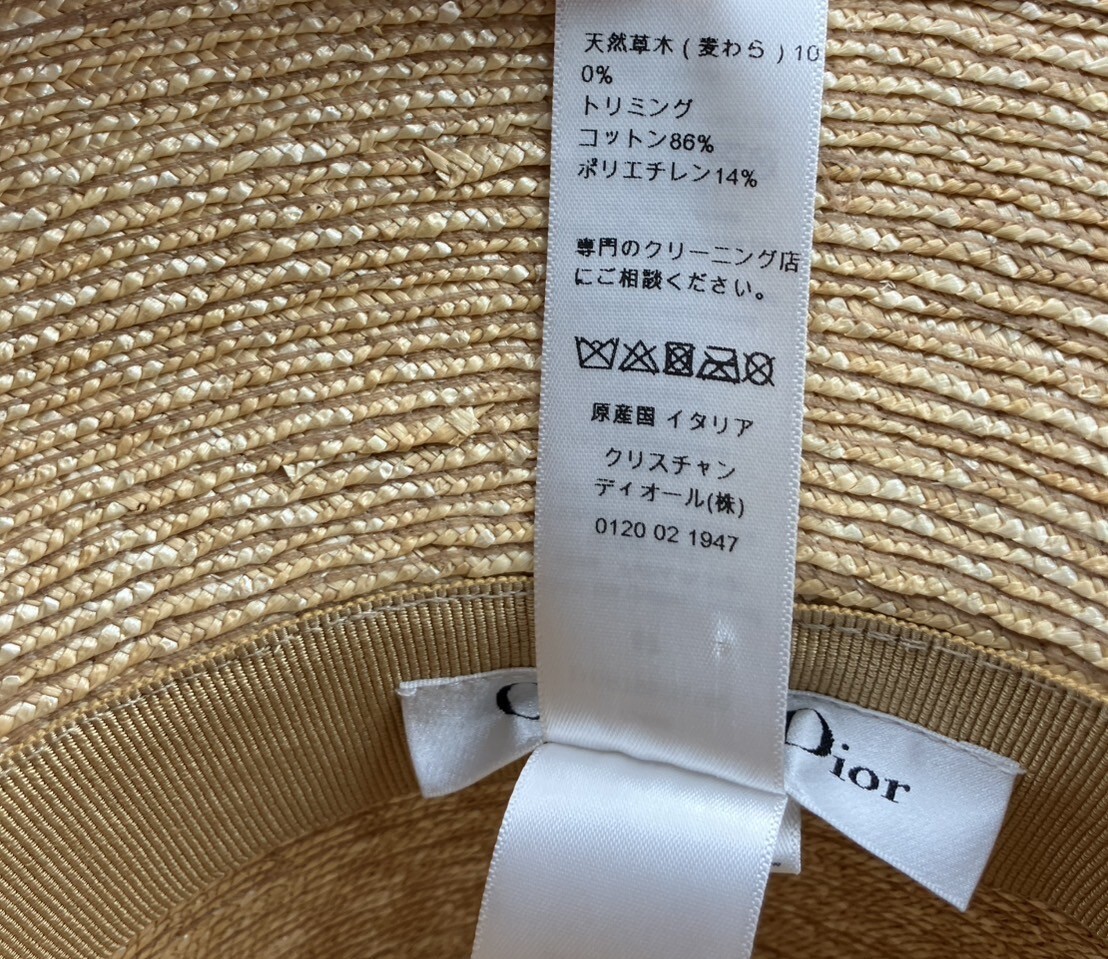 天然草木(麦わら)10
0%
トリミング
コットン86%
ポリエチレン14%
専門のクリーニング店
にご相談ください。
原産国 イタリア
クリスチャン
ディオール(株)
0120 02 1947
Dior